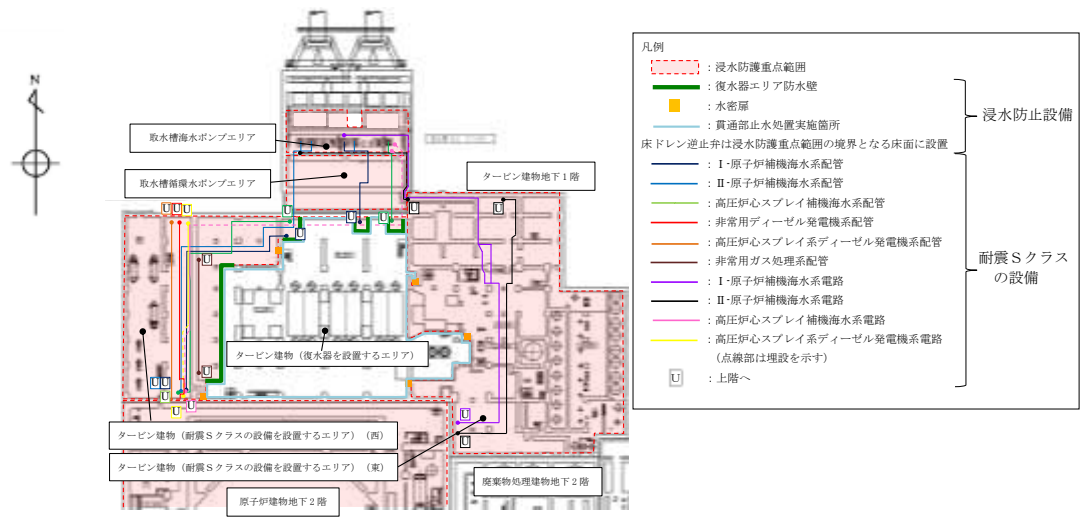 N
取水槽海水ポンプエリア
取水槽循環水ポンプエリア
タービン建物地下1階
U
U
U
U
U
U
U
U
U
U
タービン建物（復水器を設置するエリア）
U
U
U
U
U
U
U
U
タービン建物（耐震Ｓクラスの設備を設置するエリア）（西）
タービン建物（耐震Ｓクラスの設備を設置するエリア）（東）
原子炉建物地下２階
廃棄物処理建物地下２階
凡例
：浸水防護重点範囲
：復水器エリア防水壁
：水密扉
：貫通部止水処置実施箇所
床ドレン逆止弁は浸水防護重点範囲の境界となる床面に設置
：Ⅰ-原子炉補機海水系配管
：Ⅱ-原子炉補機海水系配管
：高圧炉心スプレイ補機海水系配管
：非常用ディーゼル発電機系配管
：高圧炉心スプレイ系ディーゼル発電機系配管
：非常用ガス処理系配管
：Ⅰ-原子炉補機海水系電路
：Ⅱ-原子炉補機海水系電路
：高圧炉心スプレイ補機海水系電路
：高圧炉心スプレイ系ディーゼル発電機系電路
（点線部は埋設を示す）
U ：上階へ
浸水防止設備
耐震Ｓクラス
の設備